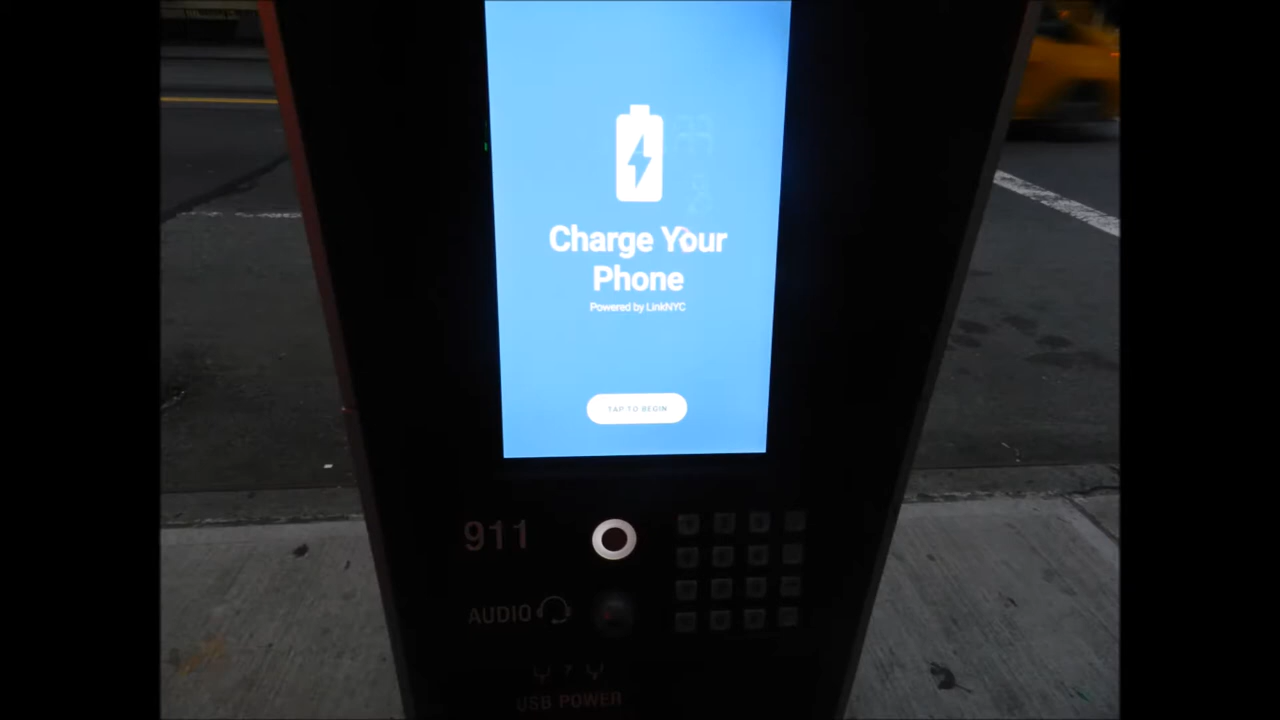 Charge Your
Phone
Powered by LinkNYC
TAP TO BEGIN
911
AUDIO
USB POWER